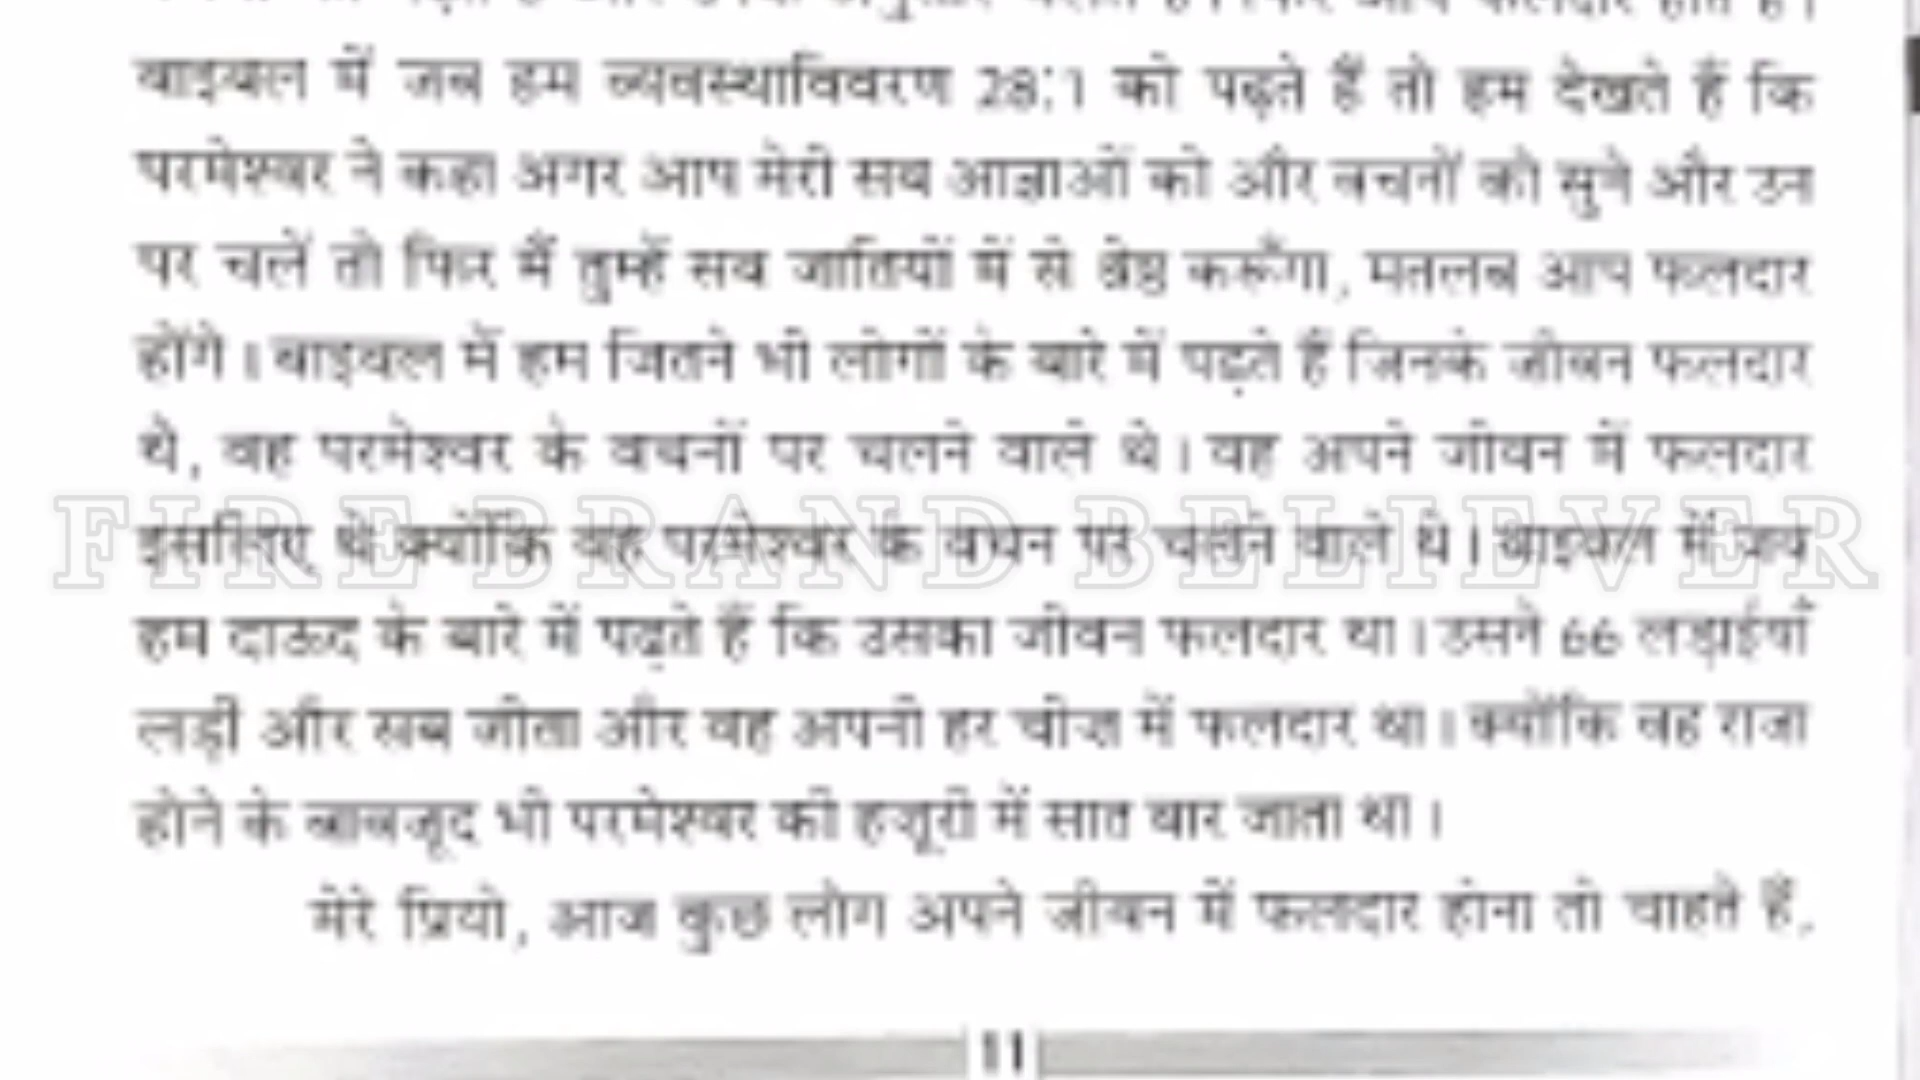 फिर आप फलदार होते हैं।
बाइबल में जब हम व्यवस्थाविवरण 28:1 को पढ़ते हैं तो हम देखते हैं कि
परमेश्वर ने कहा अगर आप मेरी सब आज्ञाओं को और वचनों को सुने और उन
पर चलें तो फिर मैं तुम्हें सब जातियों में से श्रेष्ठ करूँगा, मतलब आप फलदार
होंगे। बाइबल में हम जितने भी लोगों के बारे में पढ़ते हैं जिनके जीवन फलदार
थे, वह परमेश्वर के वचनों पर चलने वाले थे। वह अपने जीवन में फलदार
इसलिए थे क्योंकि वह परमेश्वर के वचन पर चलने वाले थे। बाइबल में जब
FIRE BRAND BELIEVER
हम दाऊद के बारे में पढ़ते हैं कि उसका जीवन फलदार था। उसने 66 लड़ाईयाँ
लड़ी और सब जीता और वह अपनी हर चीज में फलदार था। क्योंकि वह राजा
होने के बावजूद भी परमेश्वर की हजूरी में सात बार जाता था।
मेरे प्रियो, आज कुछ लोग अपने जीवन में फलदार होना तो चाहते हैं,
11